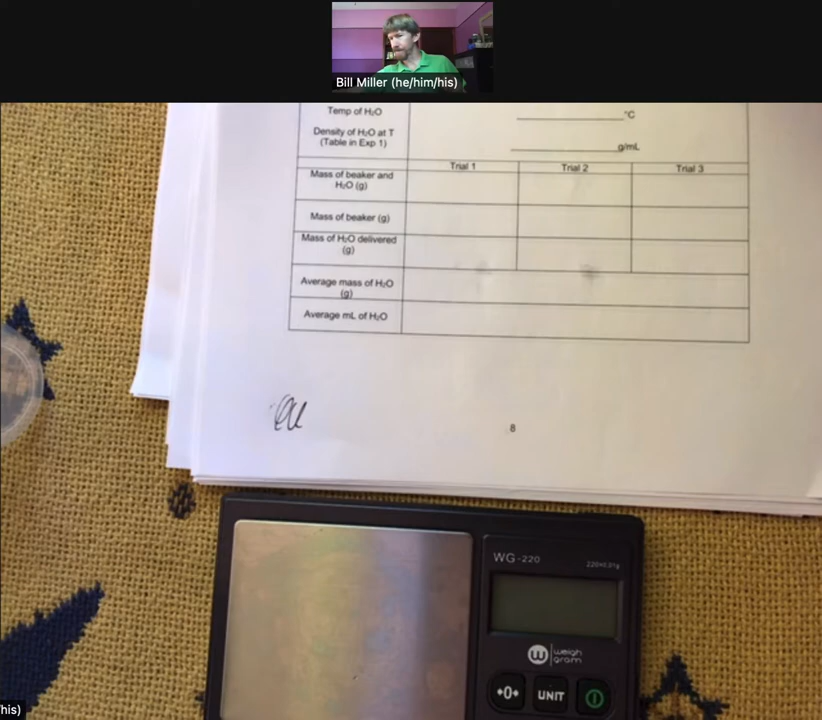 Bill Miller (he/him/his)
Temp of H₂O
°C
Density of H₂O at T
(Table in Exp 1)
g/mL
Trial 1
Trial 2
Trial 3
Mass of beaker and
H₂O (g)
Mass of beaker (g)
Mass of H₂O delivered
(g)
Average mass of H₂O
(g)
Average mL of H₂O
8
WG-220
220x0.01g
weigh
gram
+0+
UNIT
his)